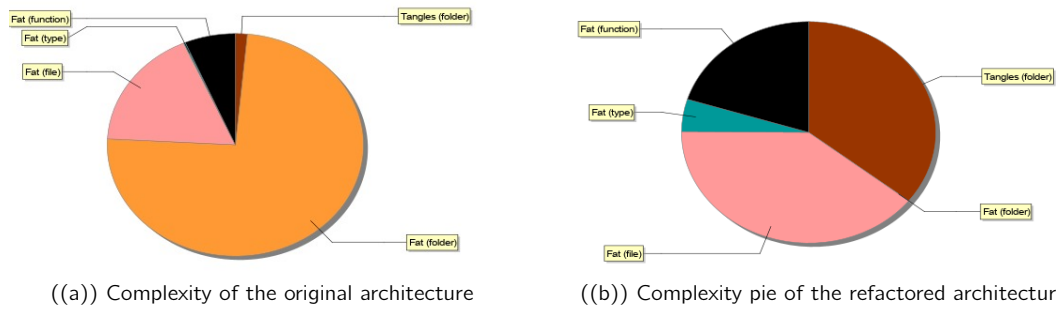 Fat (function)
Tangles (folder)
Fat (type)
Fat (file)
Fat (folder)
((a)) Complexity of the original architecture
Fat (function)
Tangles (folder)
Fat (type)
Fat (folder)
Fat (file)
((b)) Complexity pie of the refactored architectur